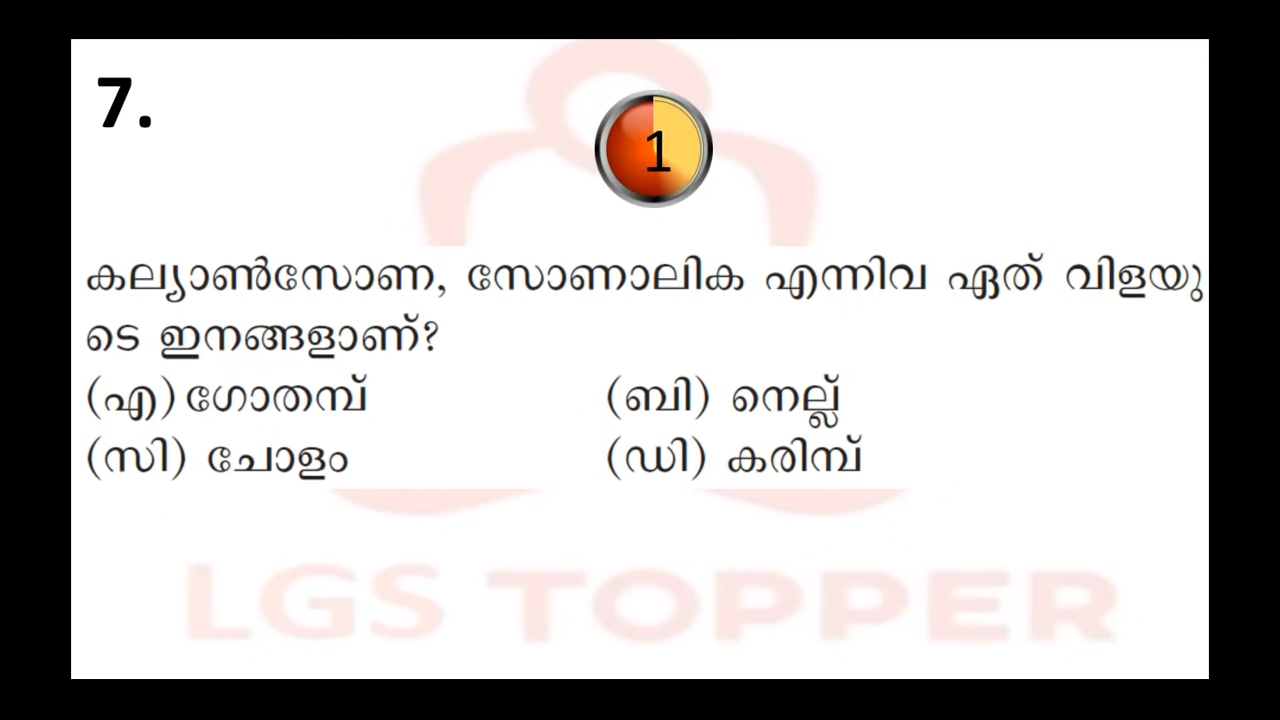 7.
1
കല്യാൺസോണ, സോണാലിക എന്നിവ ഏത് വിളയു
ടെ ഇനങ്ങളാണ്?
(എ) ഗോതമ്പ് (ബി) നെല്ല്
(സി) ചോളം (ഡി) കരിമ്പ്
LGS TOPPER